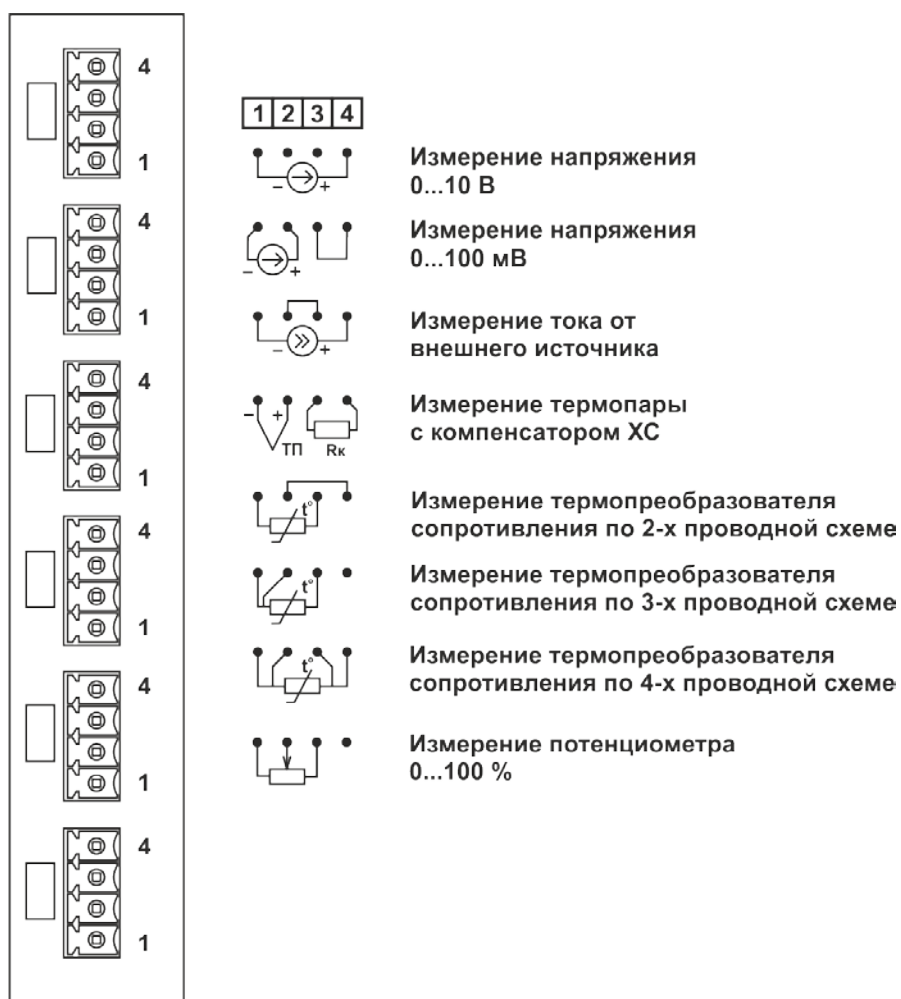 4
1
4
1
4
1
4
1
4
1
4
1
1 2 3 4
- +
Измерение напряжения
0...10 В
- +
Измерение напряжения
0...100 мВ
- +
Измерение тока от
внешнего источника
- +
ТП Rк
Измерение термопары
с компенсатором ХС
t°
Измерение термопреобразователя
сопротивления по 2-х проводной схеме
t°
Измерение термопреобразователя
сопротивления по 3-х проводной схеме
t°
Измерение термопреобразователя
сопротивления по 4-х проводной схеме
Измерение потенциометра
0...100 %